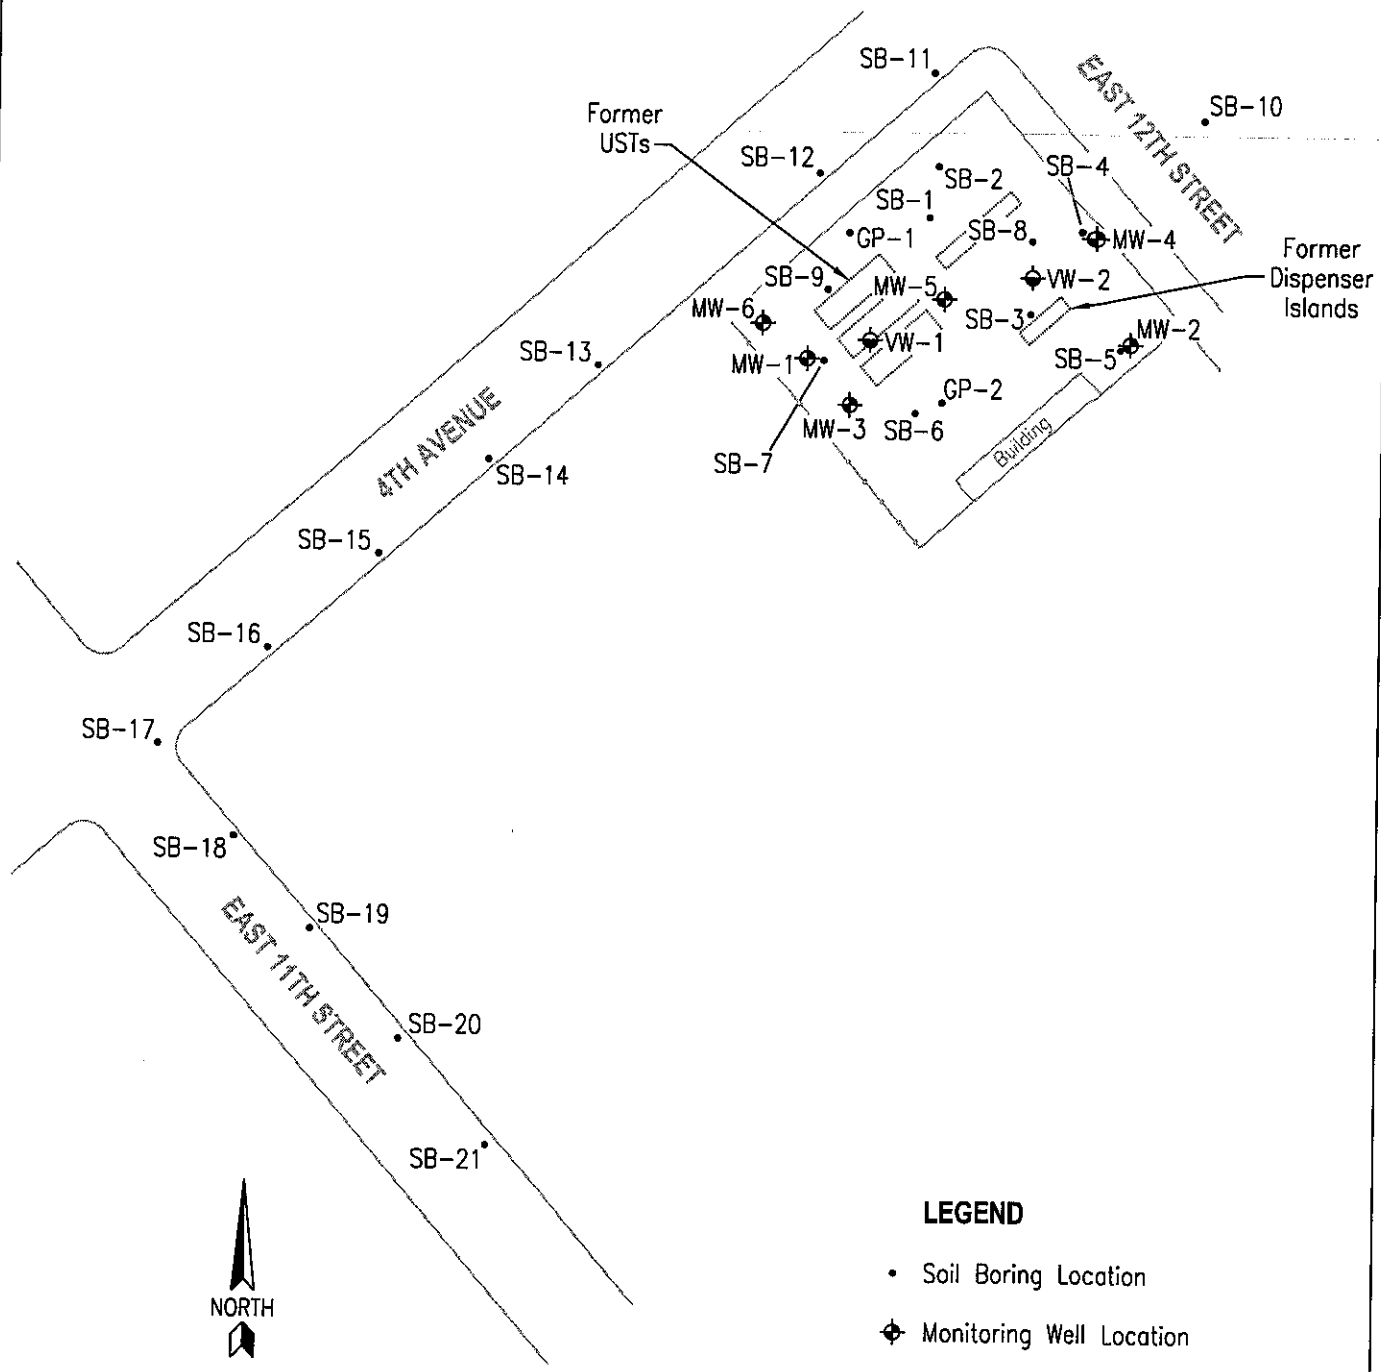 SB-11
EAST 12TH STREET
SB-10
Former
USTs
SB-12
SB-4
SB-2
SB-1
GP-1
SB-8
MW-4
Former
Dispenser
Islands
SB-9
MW-5
VW-2
MW-6
SB-3
MW-2
SB-13
MW-1
VW-1
SB-5
4TH AVENUE
GP-2
MW-3
SB-6
Building
SB-7
SB-14
SB-15
SB-16
SB-17
SB-18
SB-19
EAST 11TH STREET
SB-20
SB-21
NORTH
LEGEND
Soil Boring Location
Monitoring Well Location